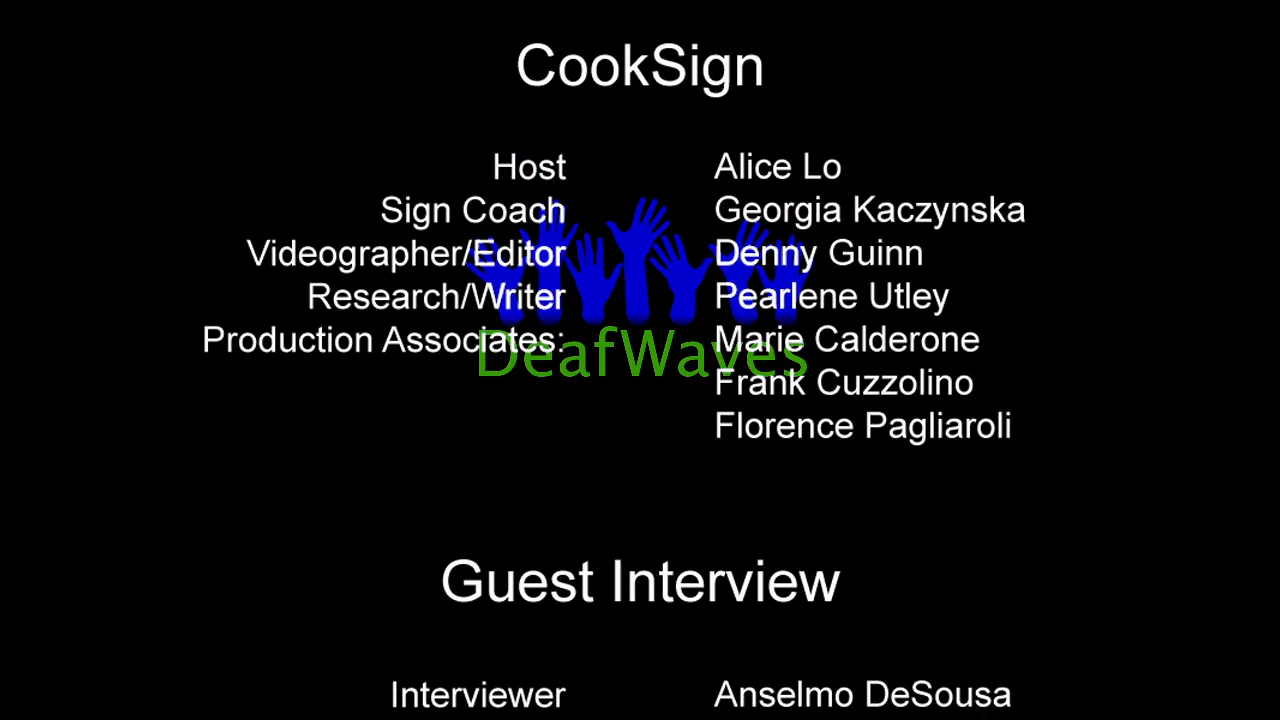 CookSign
Host Alice Lo
Sign Coach Georgia Kaczynska
Videographer/Editor Denny Guinn
Research/Writer Pearlene Utley
Production Associates: Marie Calderone
DeafWaves
Frank Cuzzolino
Florence Pagliaroli
Guest Interview
Interviewer Anselmo DeSousa